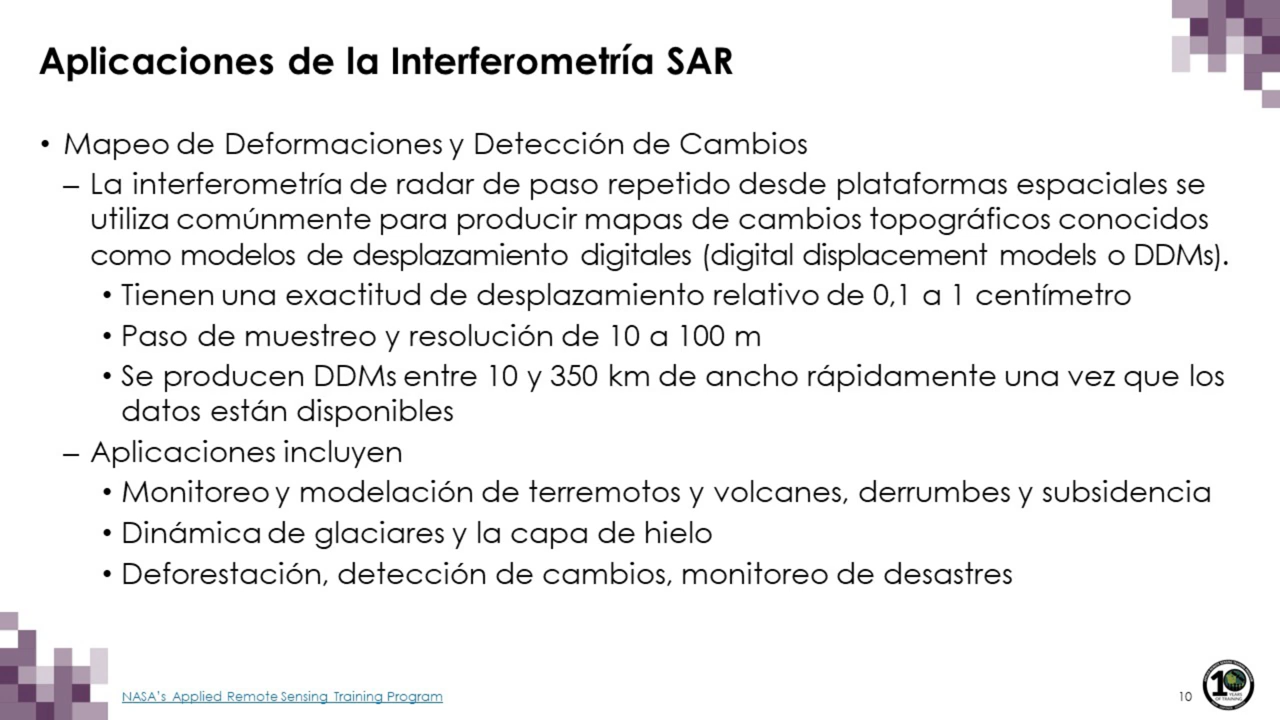 Aplicaciones de la Interferometría SAR
• Mapeo de Deformaciones y Detección de Cambios
– La interferometría de radar de paso repetido desde plataformas espaciales se
utiliza comúnmente para producir mapas de cambios topográficos conocidos
como modelos de desplazamiento digitales (digital displacement models o DDMs).
• Tienen una exactitud de desplazamiento relativo de 0,1 a 1 centímetro
• Paso de muestreo y resolución de 10 a 100 m
• Se producen DDMs entre 10 y 350 km de ancho rápidamente una vez que los
datos están disponibles
– Aplicaciones incluyen
• Monitoreo y modelación de terremotos y volcanes, derrumbes y subsidencia
• Dinámica de glaciares y la capa de hielo
• Deforestación, detección de cambios, monitoreo de desastres
NASA's Applied Remote Sensing Training Program
10
10
YEARS
OF TRAINING